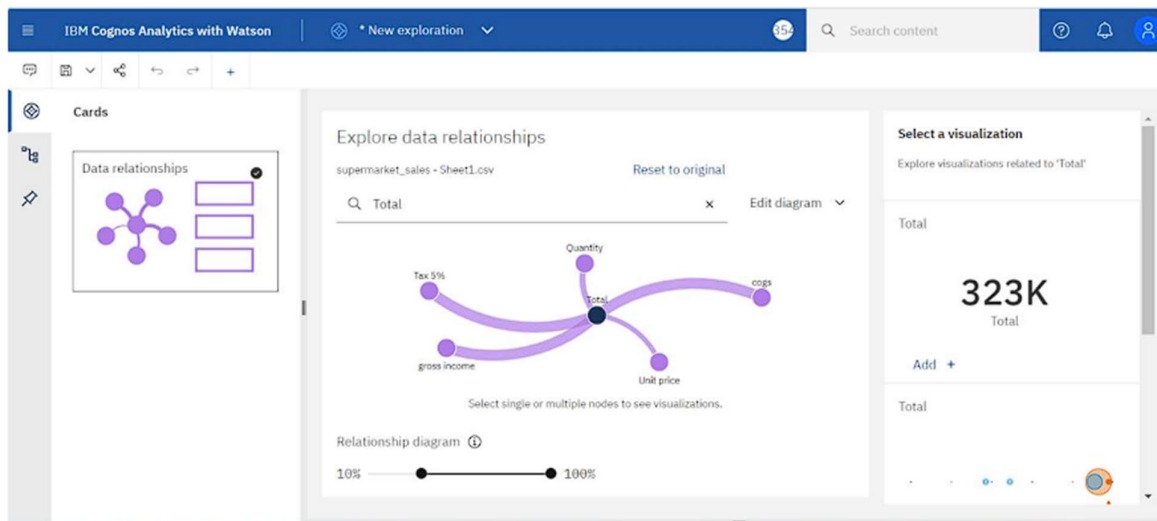 IBM Cognos Analytics with Watson
* New exploration
354
Search content
Cards
Data relationships
Explore data relationships
supermarket_sales - Sheet1.csv
Reset to original
Total
Edit diagram
Quantity
Tax 5%
cogs
Total
gross income
Unit price
Select single or multiple nodes to see visualizations.
Relationship diagram
10%
100%
Select a visualization
Explore visualizations related to 'Total'
Total
323K
Total
Add +
Total